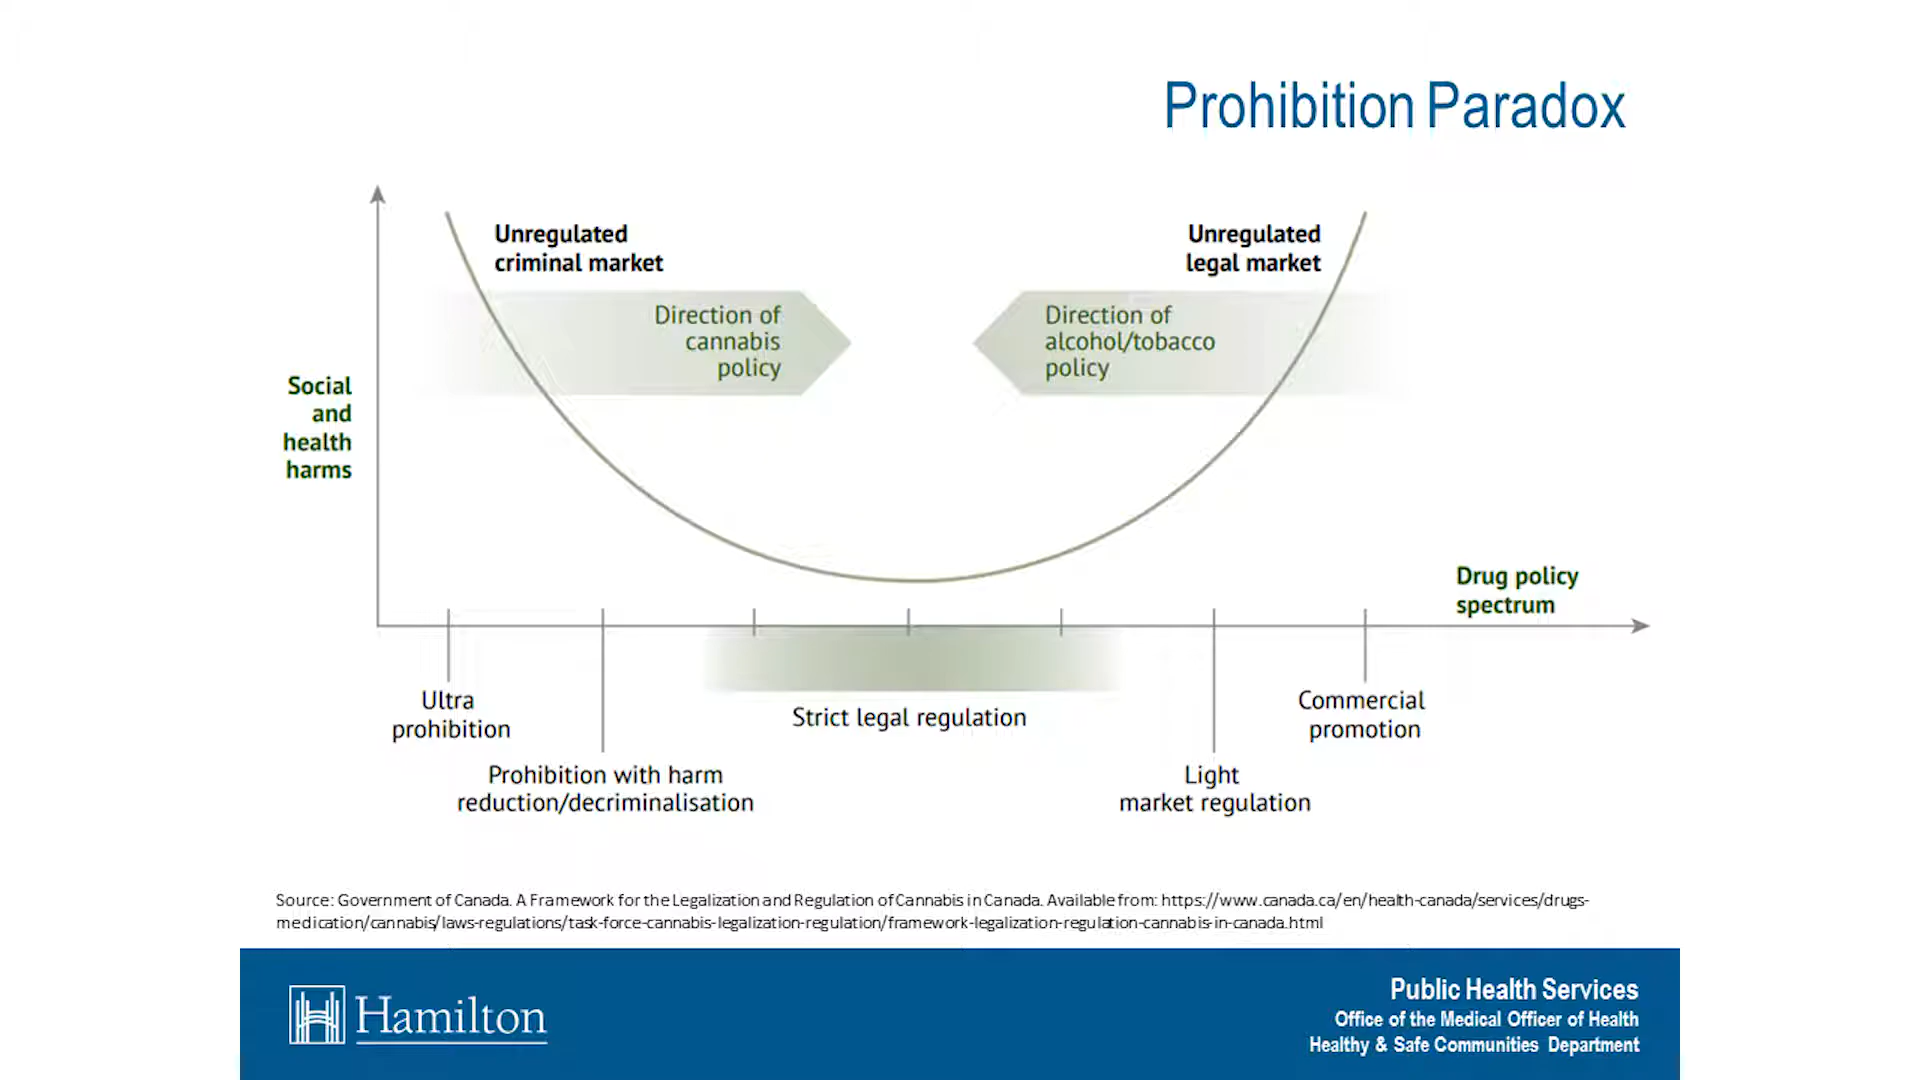 Prohibition Paradox
Unregulated
criminal market
Unregulated
legal market
Direction of
cannabis
policy
Direction of
alcohol/tobacco
policy
Social
and
health
harms
Drug policy
spectrum
Ultra
prohibition
Strict legal regulation
Commercial
promotion
Prohibition with harm
reduction/decriminalisation
Light
market regulation
Source: Government of Canada. A Framework for the Legalization and Regulation of Cannabis in Canada. Available from: https://www.canada.ca/en/health-canada/services/drugs-
medication/cannabis/laws-regulations/task-force-cannabis-legalization-regulation/framework-legalization-regulation-cannabis-in-canada.html
Hamilton
Public Health Services
Office of the Medical Officer of Health
Healthy & Safe Communities Department